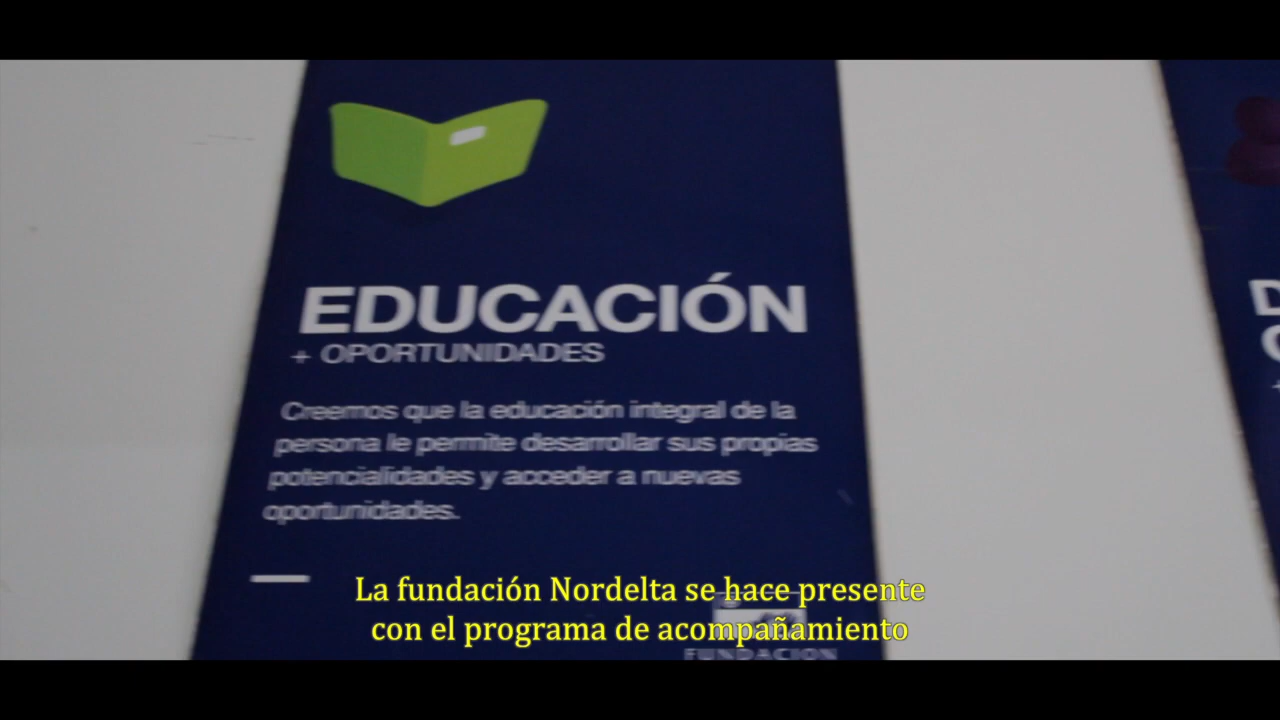 EDUCACIÓN
+ OPORTUNIDADES
Creemos que la educación integral de la
persona le permite desarrollar sus propias
potencialidades y acceder a nuevas
oportunidades.
La fundación Nordelta se hace presente
con el programa de acompañamiento
FUNDACION